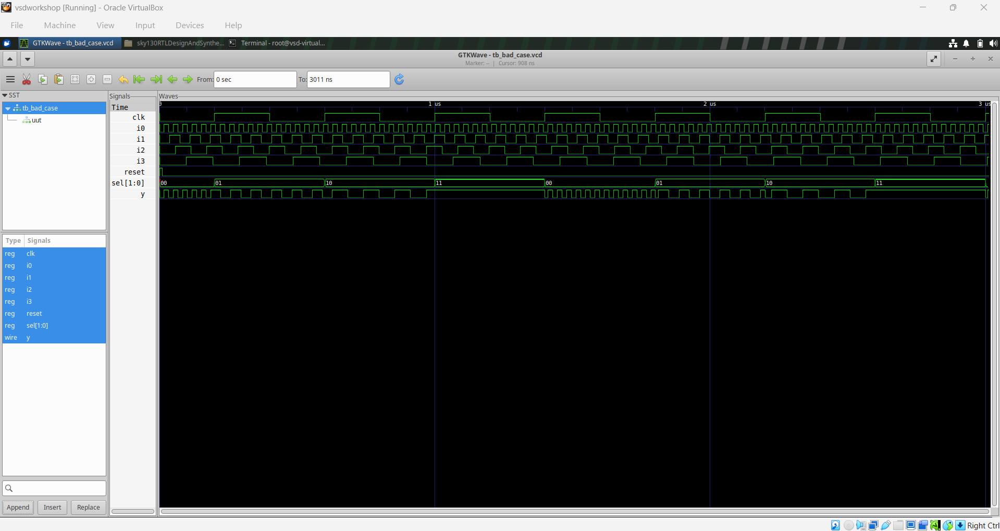 vsdworkshop [Running] - Oracle VirtualBox
File Machine View Input Devices Help
GTKWave - tb_bad_case.vcd sky130RTLDesignAndSynthe... Terminal - root@vsd-virtual...
GTKWave - tb_bad_case.vcd
Marker: -- | Cursor: 908 ns
From: 0 sec To: 3011 ns
SST
tb_bad_case
uut
Type Signals
reg clk
reg i0
reg i1
reg i2
reg i3
reg reset
reg sel[1:0]
wire y
Append Insert Replace
Signals
Time
clk
i0
i1
i2
i3
reset
sel[1:0]
y
Waves
0 1 us 2 us 3 us
00 01 10 11 00 01 10 11
Right Ctrl